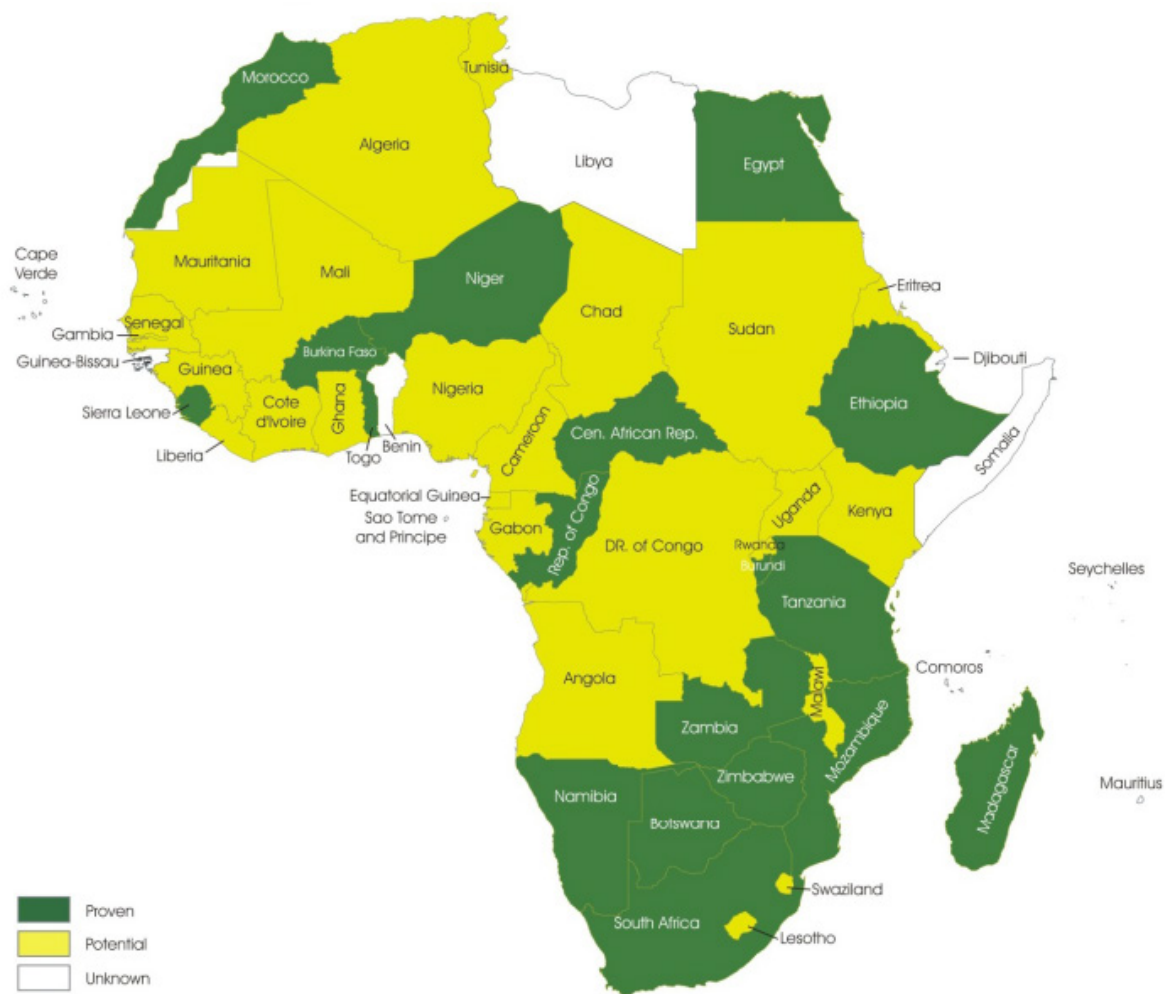 Morocco
Tunisia
Algeria
Libya
Egypt
Cape
Verde
Mauritania
Mali
Niger
Chad
Sudan
Eritrea
Senegal
Gambia
Guinea-Bissau
Guinea
Burkina Faso
Djibouti
Sierra Leone
Cote
d'Ivoire
Ghana
Nigeria
Ethiopia
Liberia
Togo
Benin
Cameroon
Cen. African Rep.
Somalia
Equatorial Guinea
Sao Tome
and Principe
Gabon
Rep. of Congo
DR. of Congo
Uganda
Kenya
Rwanda
Burundi
Seychelles
Tanzania
Comoros
Angola
Malawi
Zambia
Mozambique
Zimbabwe
Madagascar
Mauritius
Namibia
Botswana
Swaziland
South Africa
Lesotho
Proven
Potential
Unknown